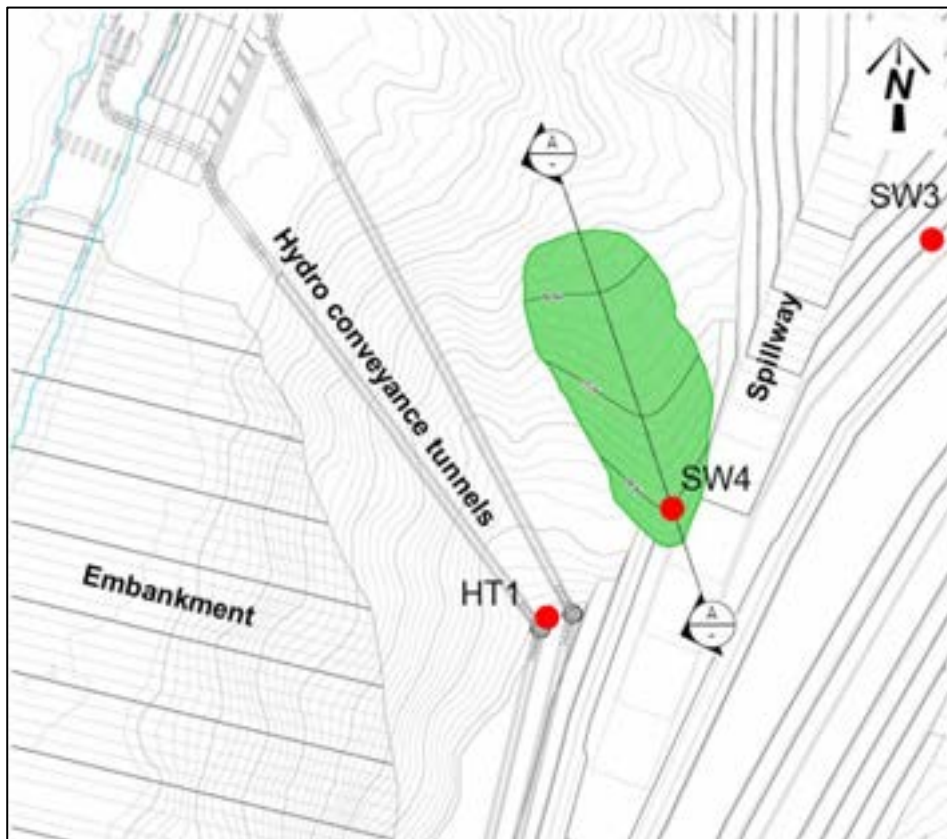 N
A
-
SW3
Hydro conveyance tunnels
Spillway
SW4
HT1
Embankment
A
-